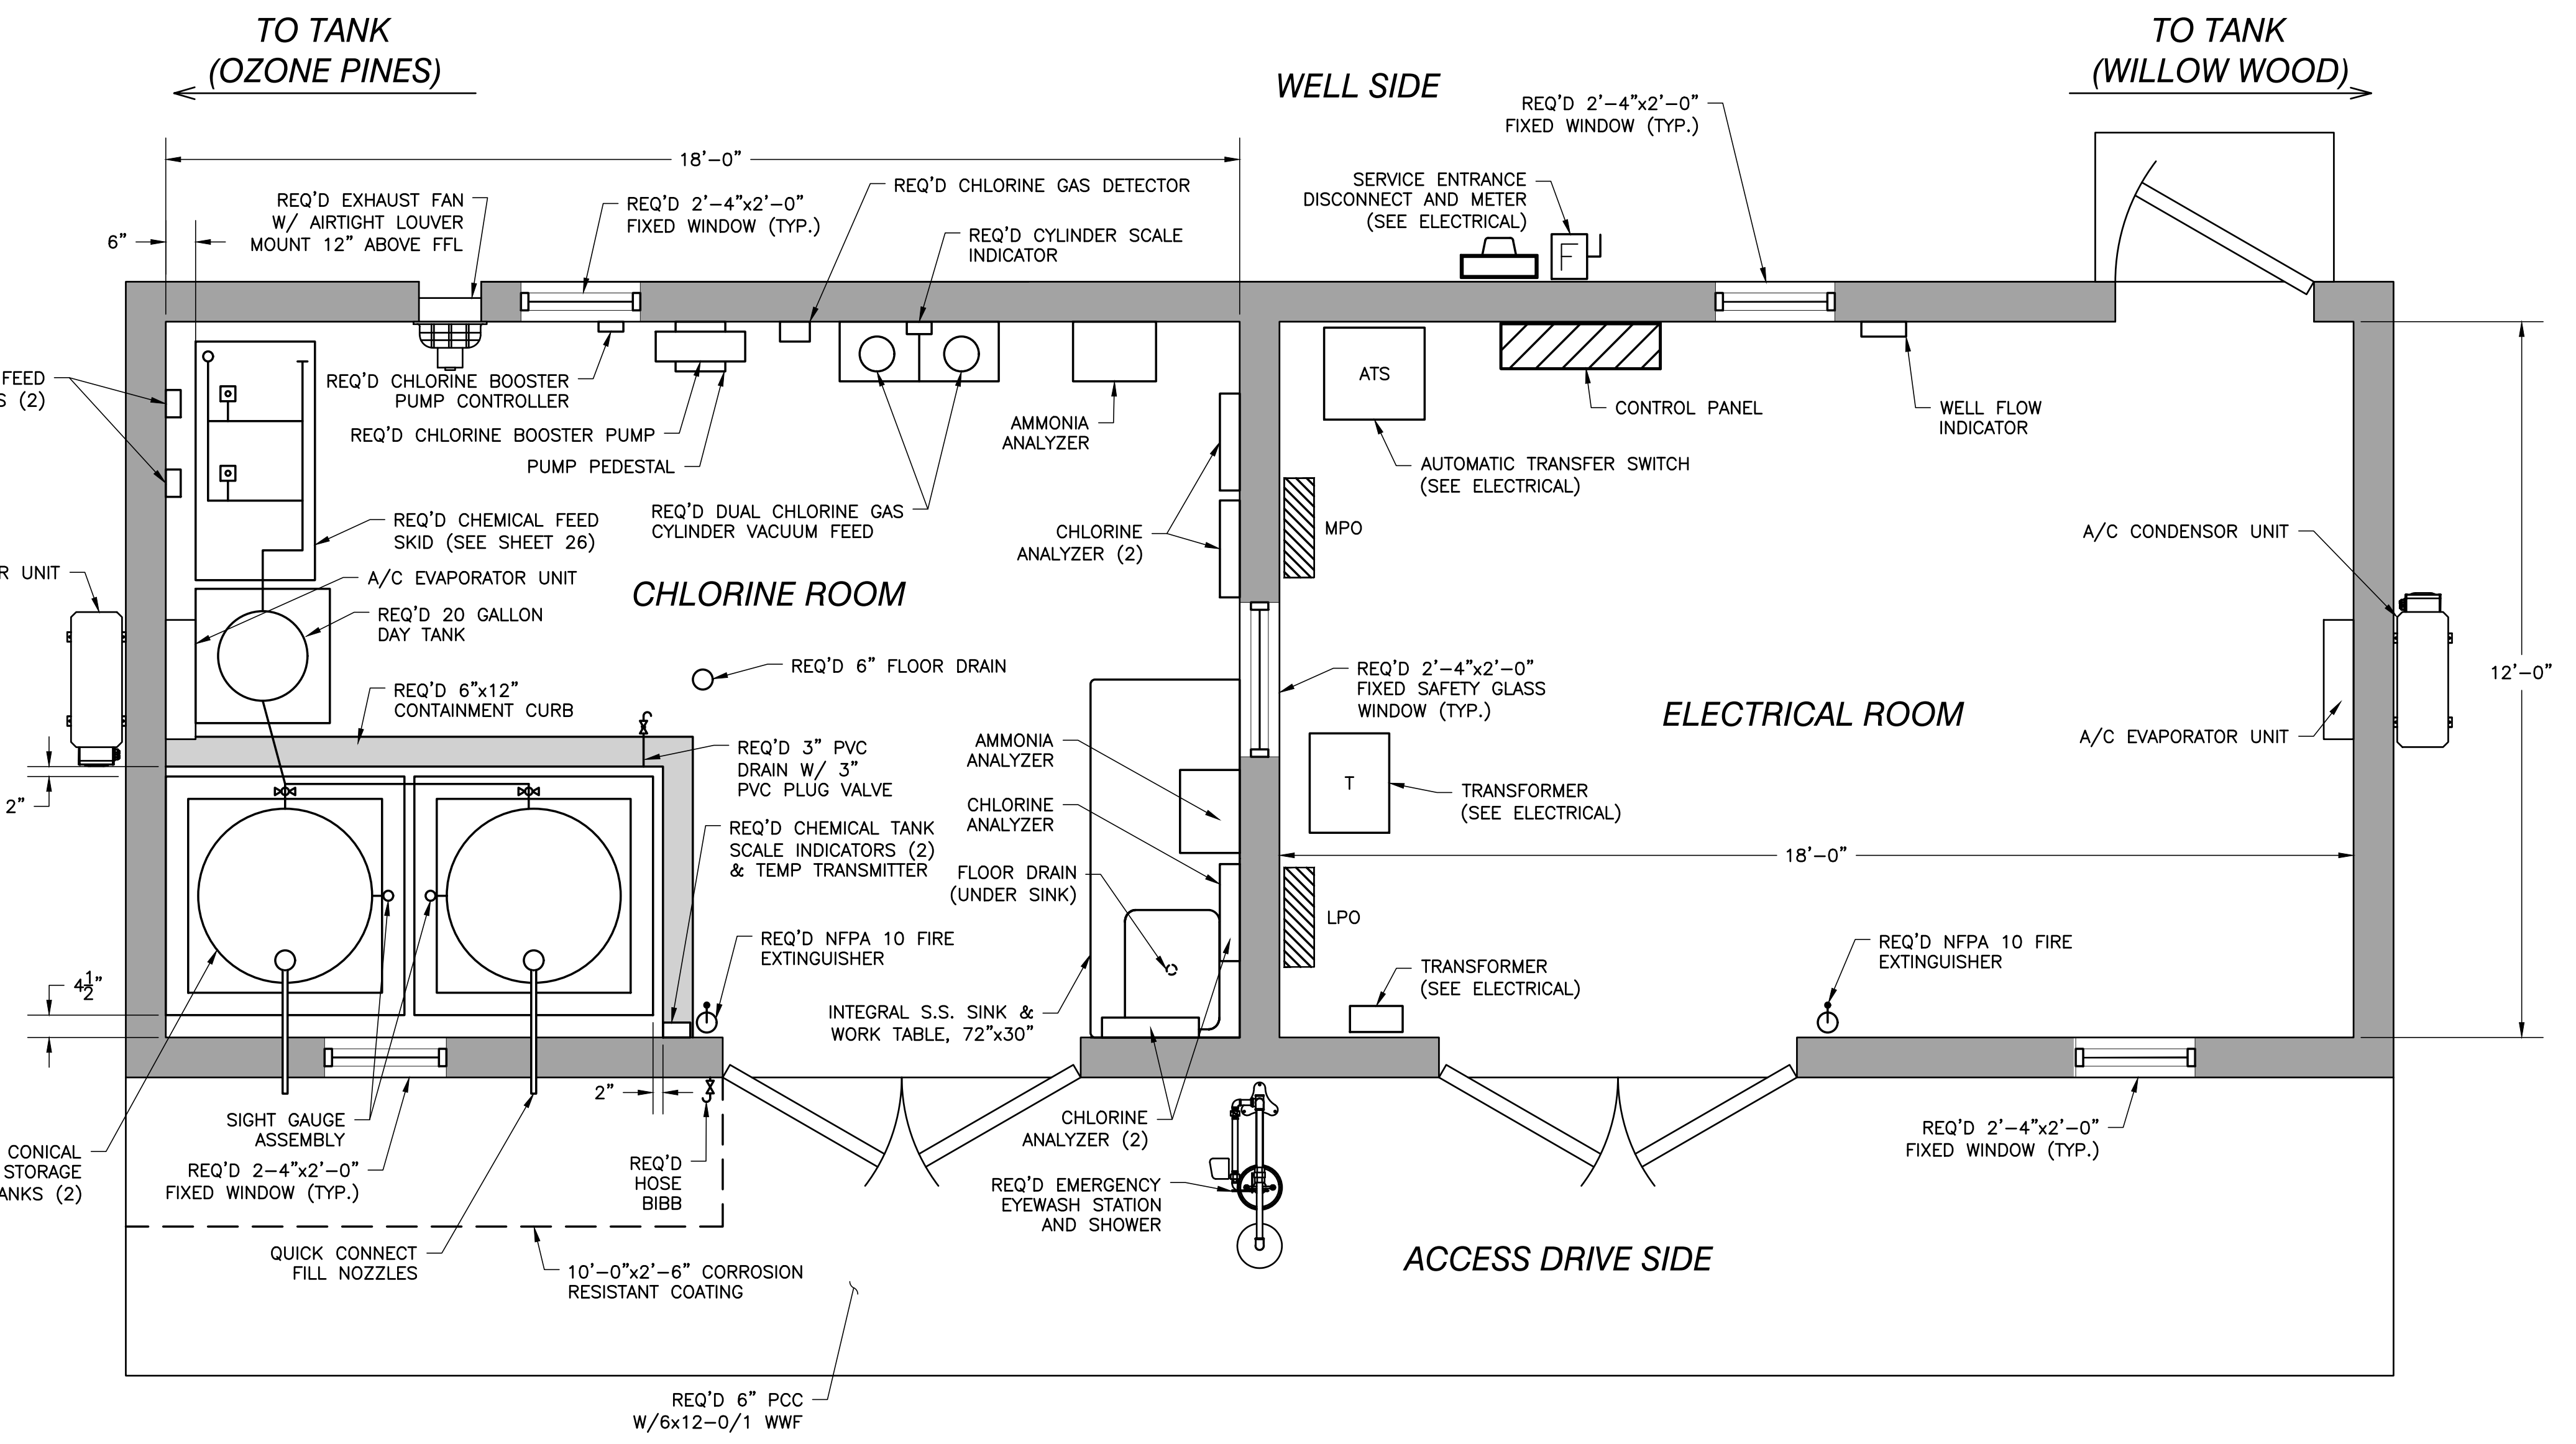 TO TANK
(OZONE PINES)
WELL SIDE
TO TANK
(WILLOW WOOD)
REQ'D 2'-4"x2'-0"
FIXED WINDOW (TYP.)
18'-0"
REQ'D EXHAUST FAN
W/ AIRTIGHT LOUVER
MOUNT 12" ABOVE FFL
6"
REQ'D 2'-4"x2'-0"
FIXED WINDOW (TYP.)
REQ'D CHLORINE GAS DETECTOR
REQ'D CYLINDER SCALE
INDICATOR
SERVICE ENTRANCE
DISCONNECT AND METER
(SEE ELECTRICAL)
F
FEED
S (2)
REQ'D CHLORINE BOOSTER
PUMP CONTROLLER
REQ'D CHLORINE BOOSTER PUMP
PUMP PEDESTAL
AMMONIA
ANALYZER
ATS
CONTROL PANEL
WELL FLOW
INDICATOR
AUTOMATIC TRANSFER SWITCH
(SEE ELECTRICAL)
REQ'D CHEMICAL FEED
SKID (SEE SHEET 26)
REQ'D DUAL CHLORINE GAS
CYLINDER VACUUM FEED
CHLORINE
ANALYZER (2)
MPO
A/C CONDENSOR UNIT
R UNIT
A/C EVAPORATOR UNIT
CHLORINE ROOM
REQ'D 20 GALLON
DAY TANK
REQ'D 6" FLOOR DRAIN
REQ'D 2'-4"x2'-0"
FIXED SAFETY GLASS
WINDOW (TYP.)
12'-0"
REQ'D 6"x12"
CONTAINMENT CURB
ELECTRICAL ROOM
A/C EVAPORATOR UNIT
REQ'D 3" PVC
DRAIN W/ 3"
PVC PLUG VALVE
AMMONIA
ANALYZER
2"
T
TRANSFORMER
(SEE ELECTRICAL)
CHLORINE
ANALYZER
REQ'D CHEMICAL TANK
SCALE INDICATORS (2)
& TEMP TRANSMITTER
18'-0"
FLOOR DRAIN
(UNDER SINK)
LPO
REQ'D NFPA 10 FIRE
EXTINGUISHER
REQ'D NFPA 10 FIRE
EXTINGUISHER
TRANSFORMER
(SEE ELECTRICAL)
4 1/2"
INTEGRAL S.S. SINK &
WORK TABLE, 72"x30"
2"
SIGHT GAUGE
ASSEMBLY
CHLORINE
ANALYZER (2)
REQ'D 2'-4"x2'-0"
FIXED WINDOW (TYP.)
CONICAL
STORAGE
ANKS (2)
REQ'D 2-4"x2'-0"
FIXED WINDOW (TYP.)
REQ'D
HOSE
BIBB
REQ'D EMERGENCY
EYEWASH STATION
AND SHOWER
QUICK CONNECT
FILL NOZZLES
10'-0"x2'-6" CORROSION
RESISTANT COATING
ACCESS DRIVE SIDE
REQ'D 6" PCC
W/6x12-0/1 WWF